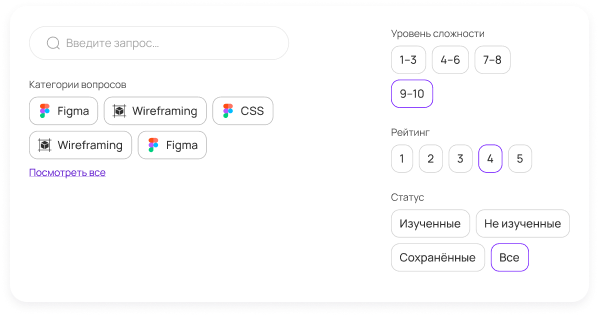 Введите запрос...
Категории вопросов
Figma
Wireframing
CSS
Wireframing
Figma
Посмотреть все
Уровень сложности
1–3
4–6
7–8
9–10
Рейтинг
1
2
3
4
5
Статус
Изученные
Не изученные
Сохранённые
Все